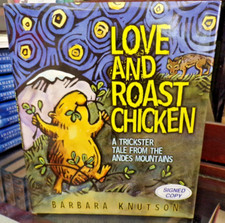 LOVE
AND
ROAST
CHICKEN
A TRICKSTER
TALE FROM THE
ANDES MOUNTAINS
SIGNED
COPY
BARBARA KNUTSON